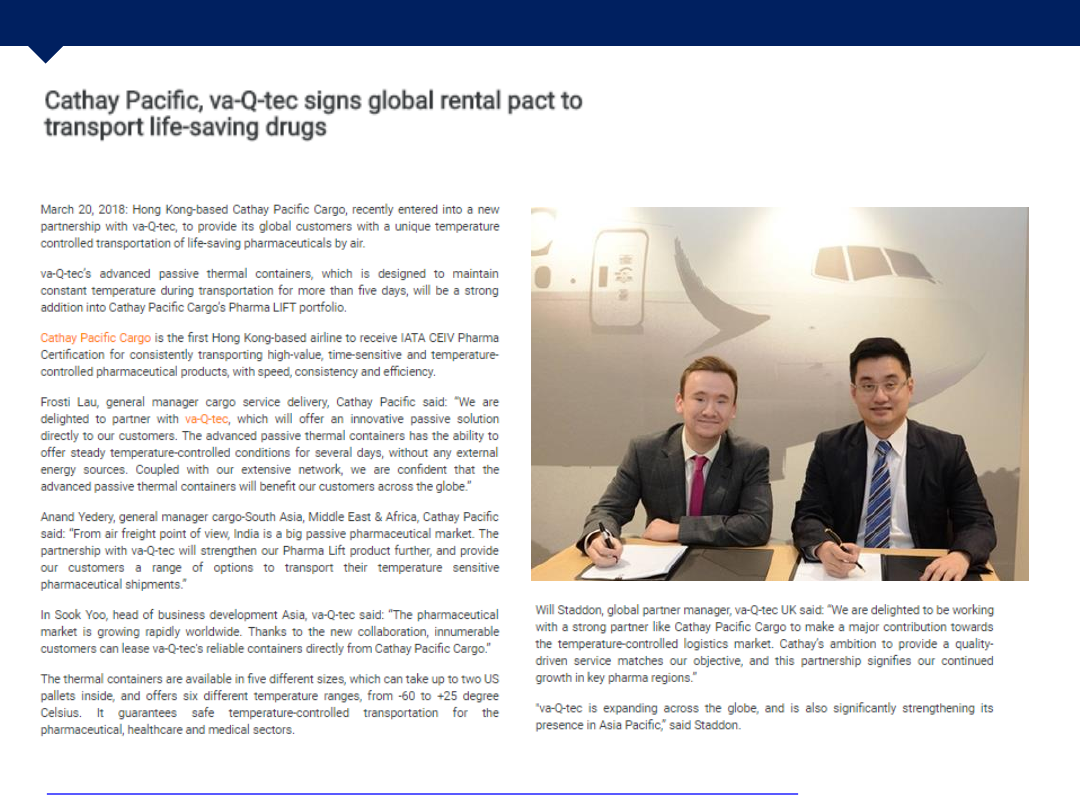 Cathay Pacific, va-Q-tec signs global rental pact to
transport life-saving drugs
March 20, 2018: Hong Kong-based Cathay Pacific Cargo, recently entered into a new
partnership with va-Q-tec, to provide its global customers with a unique temperature
controlled transportation of life-saving pharmaceuticals by air.
va-Q-tec's advanced passive thermal containers, which is designed to maintain
constant temperature during transportation for more than five days, will be a strong
addition into Cathay Pacific Cargo's Pharma LIFT portfolio.
Cathay Pacific Cargo is the first Hong Kong-based airline to receive IATA CEIV Pharma
Certification for consistently transporting high-value, time-sensitive and temperature-
controlled pharmaceutical products, with speed, consistency and efficiency.
Frosti Lau, general manager cargo service delivery, Cathay Pacific said: “We are
delighted to partner with va-Q-tec, which will offer an innovative passive solution
directly to our customers. The advanced passive thermal containers has the ability to
offer steady temperature-controlled conditions for several days, without any external
energy sources. Coupled with our extensive network, we are confident that the
advanced passive thermal containers will benefit our customers across the globe.”
Anand Yedery, general manager cargo-South Asia, Middle East & Africa, Cathay Pacific
said: “From air freight point of view, India is a big passive pharmaceutical market. The
partnership with va-Q-tec will strengthen our Pharma Lift product further, and provide
our customers a range of options to transport their temperature sensitive
pharmaceutical shipments.”
In Sook Yoo, head of business development Asia, va-Q-tec said: “The pharmaceutical
market is growing rapidly worldwide. Thanks to the new collaboration, innumerable
customers can lease va-Q-tec's reliable containers directly from Cathay Pacific Cargo.”
The thermal containers are available in five different sizes, which can take up to two US
pallets inside, and offers six different temperature ranges, from -60 to +25 degree
Celsius. It guarantees safe temperature-controlled transportation for the
pharmaceutical, healthcare and medical sectors.
Will Staddon, global partner manager, va-Q-tec UK said: “We are delighted to be working
with a strong partner like Cathay Pacific Cargo to make a major contribution towards
the temperature-controlled logistics market. Cathay's ambition to provide a quality-
driven service matches our objective, and this partnership signifies our continued
growth in key pharma regions.”
“va-Q-tec is expanding across the globe, and is also significantly strengthening its
presence in Asia Pacific,” said Staddon.